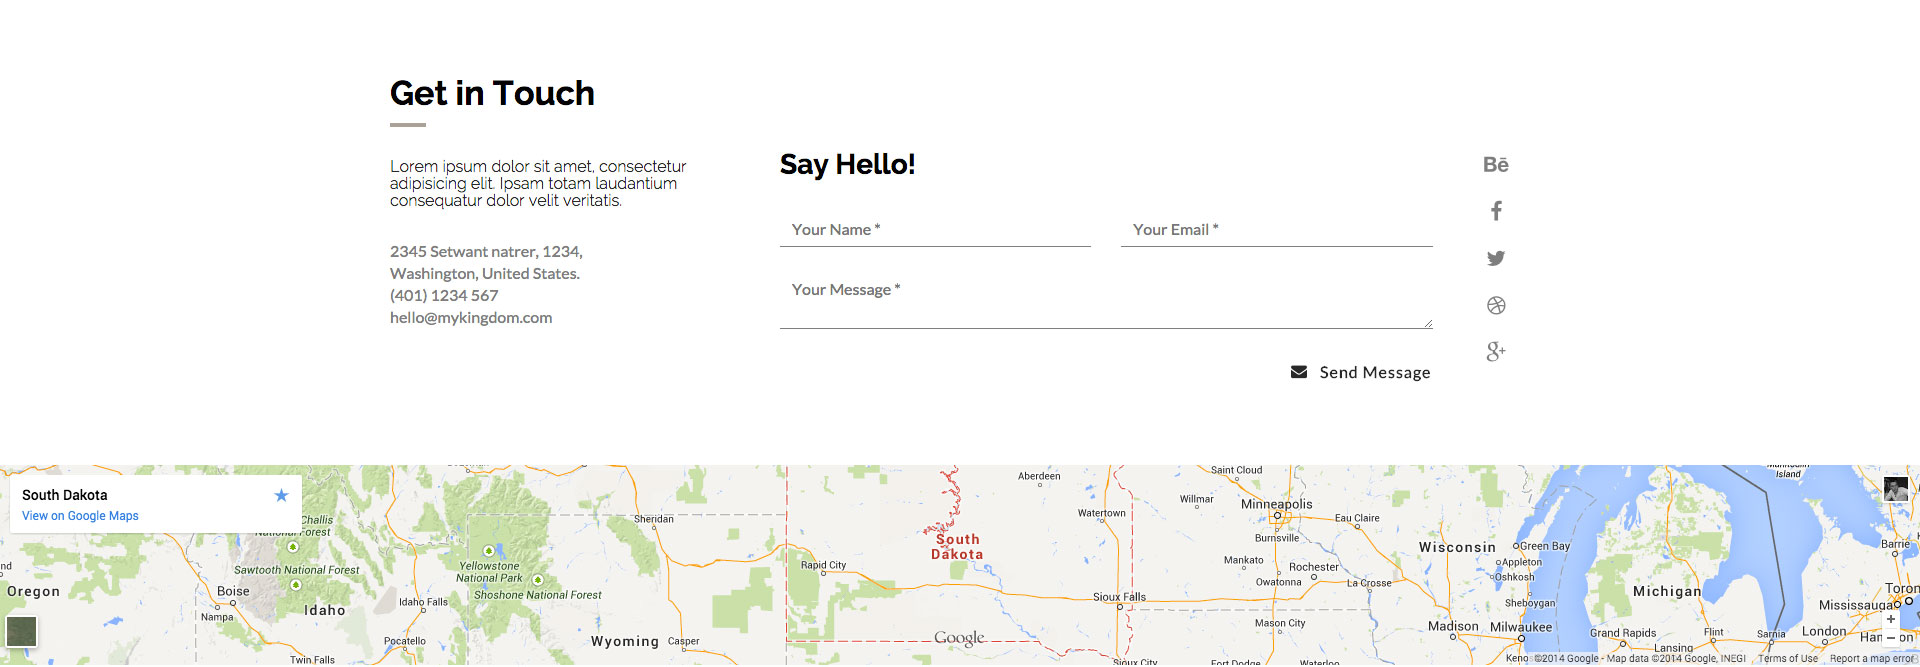 Get in Touch
Lorem ipsum dolor sit amet, consectetur
adipisicing elit. Ipsam totam laudantium
consequatur dolor velit veritatis.
2345 Setwant natrer, 1234,
Washington, United States.
(401) 1234 567
hello@mykingdom.com
Say Hello!
Your Name *
Your Email *
Your Message *
Send Message
Bē
g+
South Dakota
View on Google Maps
Challis
National Forest
Sawtooth National Forest
Oregon
Boise
Nampa
Idaho
Idaho Falls
Pocatello
Twin Falls
Yellowstone
National Park
Shoshone National Forest
Sheridan
Wyoming
Casper
Rapid City
Aberdeen
Watertown
South
Dakota
Sioux Falls
Google
Sioux City
Saint Cloud
Willmar
Minneapolis
Eau Claire
Burnsville
Mankato
Rochester
Owatonna
La Crosse
Mason City
Fort Dodge
Waterloo
Wisconsin
Green Bay
Appleton
Oshkosh
Sheboygan
Madison
Milwaukee
Island
Michigan
Grand Rapids
Flint
Lansing
Sarnia
London
Barrie
Mississauga
+
−
©2014 Google - Map data ©2014 Google, INEGI
Terms of Use
Report a map error